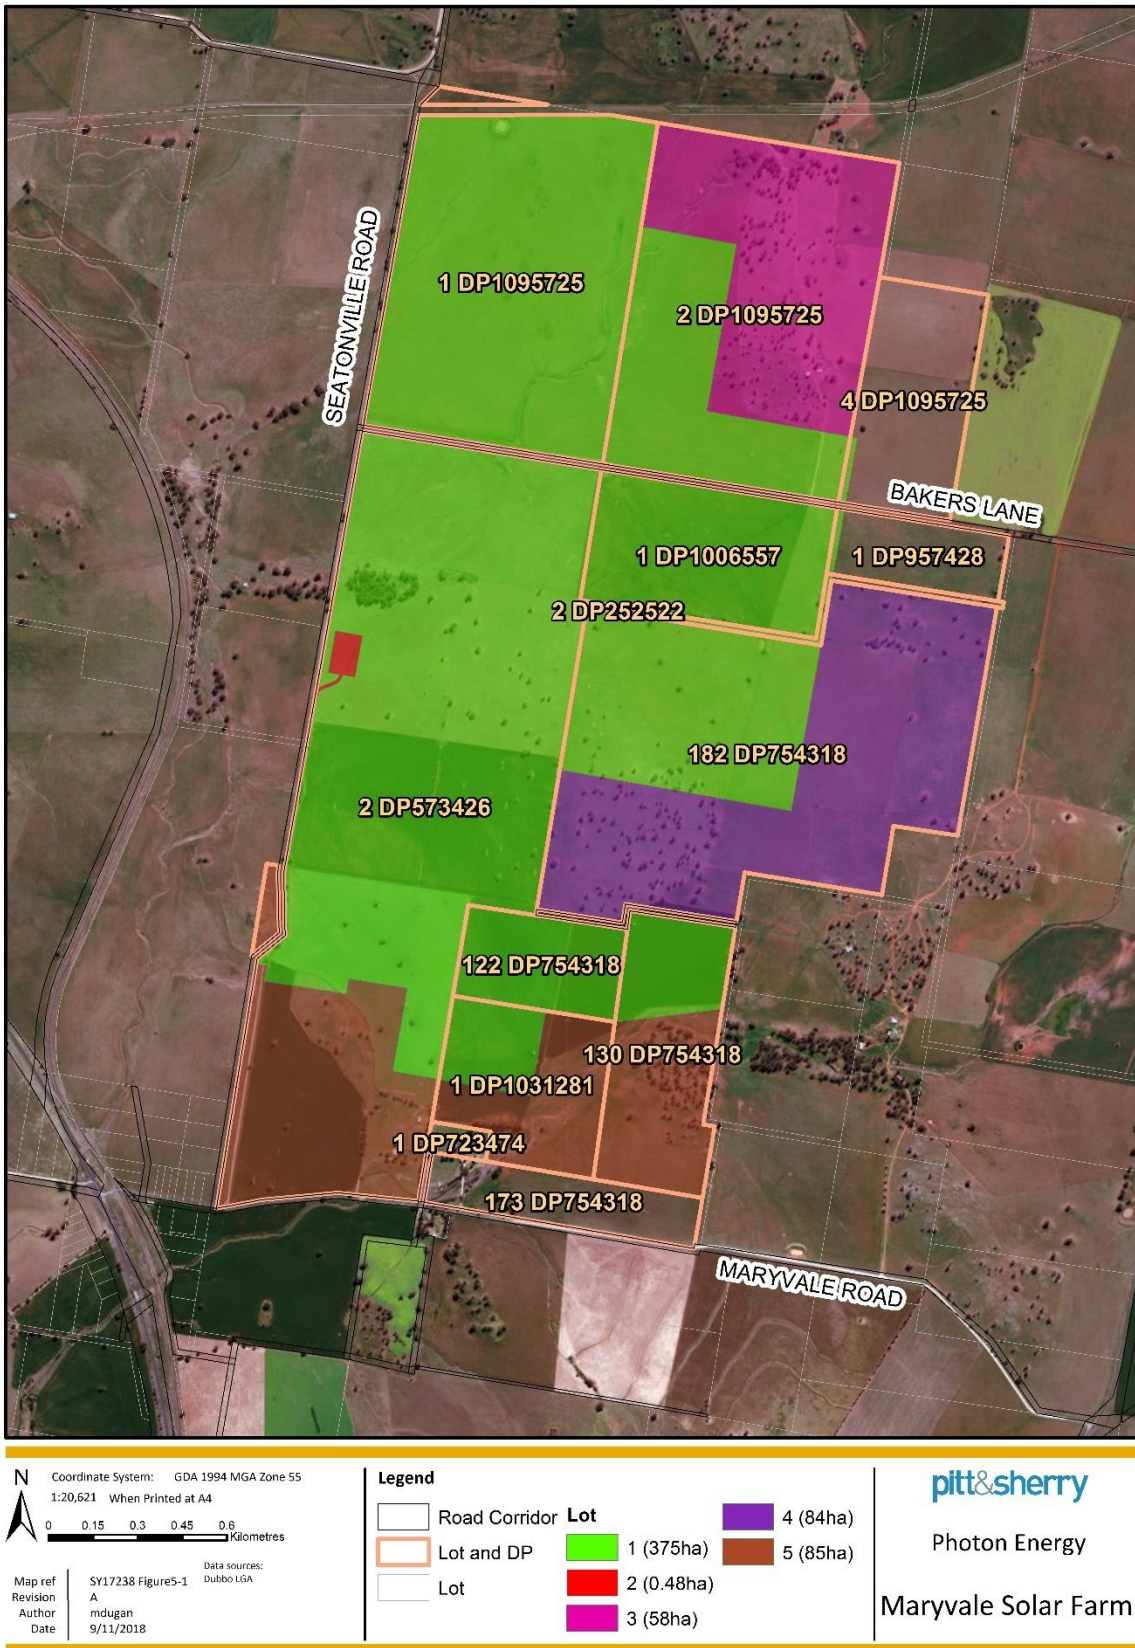 SEATONVILLE ROAD
1 DP1095725
2 DP1095725
4 DP1095725
BAKERS LANE
1 DP1006557
1 DP957428
2 DP252522
182 DP754318
2 DP573426
122 DP754318
130 DP754318
1 DP1031281
1 DP723474
173 DP754318
MARYVALE ROAD
N
Coordinate System: GDA 1994 MGA Zone 55
1:20,621 When Printed at A4
0 0.15 0.3 0.45 0.6
Kilometres
Data sources:
Dubbo LGA
Map ref SY17238 Figure5-1
Revision A
Author mdugan
Date 9/11/2018
Legend
Road Corridor
Lot and DP
Lot
Lot
1 (375ha)
2 (0.48ha)
3 (58ha)
4 (84ha)
5 (85ha)
pitt&sherry
Photon Energy
Maryvale Solar Farm